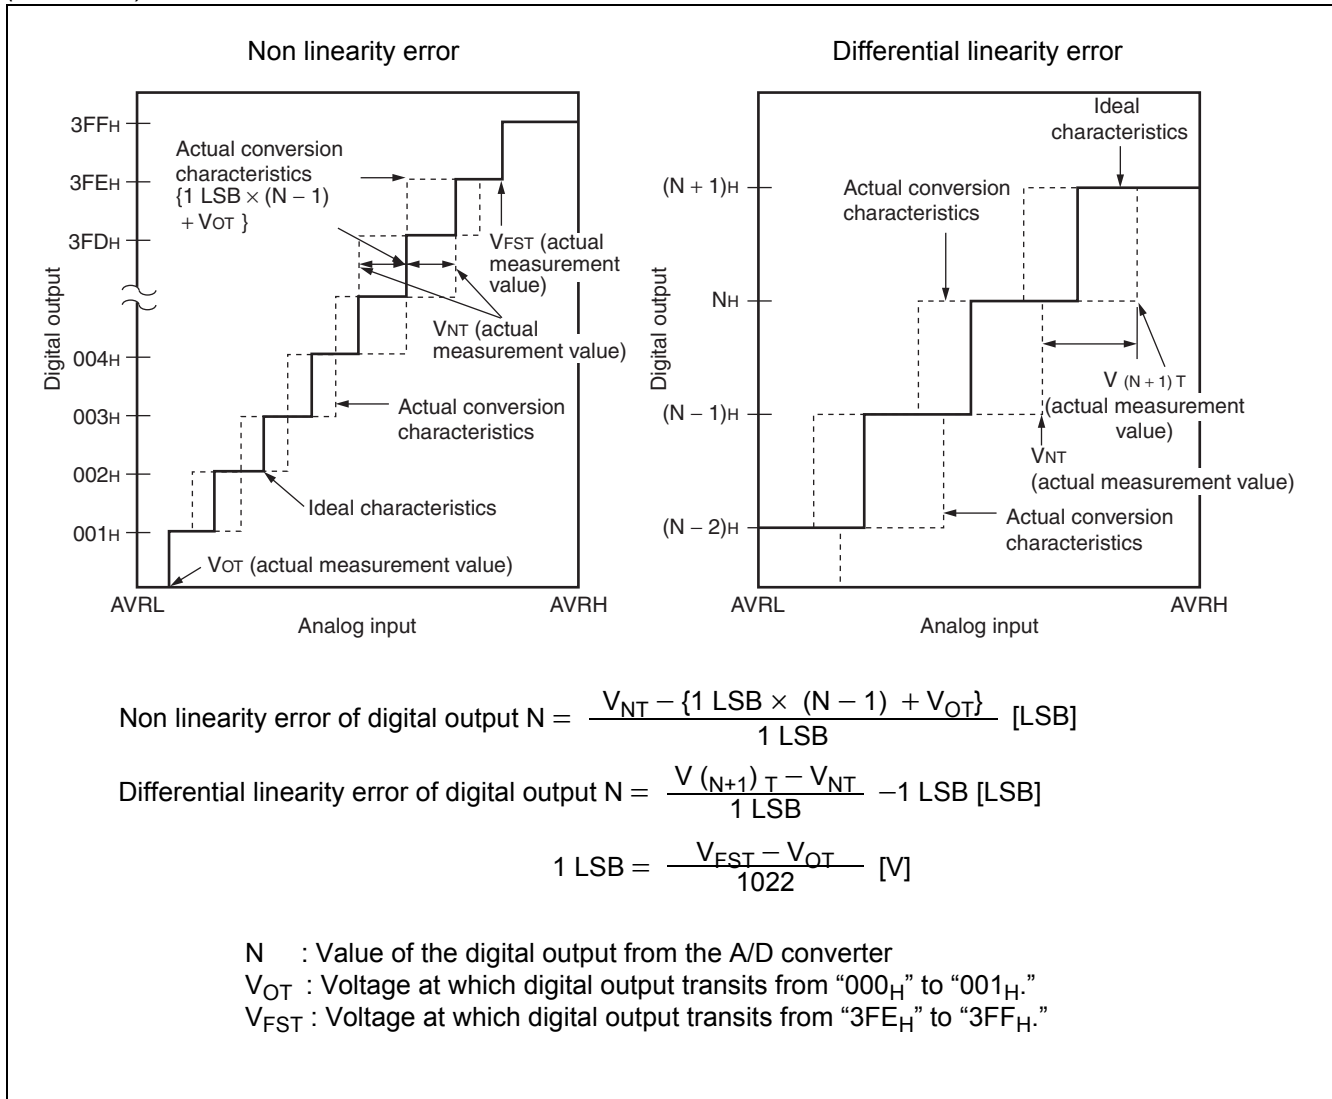 Non linearity error
3FFH
3FEH
3FDH
004H
003H
002H
001H
Digital output
Actual conversion
characteristics
{1 LSB × (N − 1)
+ VOT }
VFST (actual
measurement
value)
VNT (actual
measurement value)
Actual conversion
characteristics
Ideal characteristics
VOT (actual measurement value)
AVRL
AVRH
Analog input
Differential linearity error
(N + 1)H
NH
(N − 1)H
(N − 2)H
Digital output
Ideal
characteristics
Actual conversion
characteristics
V (N + 1) T
(actual measurement
value)
VNT
(actual measurement value)
Actual conversion
characteristics
AVRL
AVRH
Analog input
Non linearity error of digital output N = VNT − {1 LSB × (N − 1) + VOT} / 1 LSB [LSB]
Differential linearity error of digital output N = V (N+1) T − VNT / 1 LSB −1 LSB [LSB]
1 LSB = VFST − VOT / 1022 [V]
N : Value of the digital output from the A/D converter
VOT : Voltage at which digital output transits from “000H” to “001H.”
VFST : Voltage at which digital output transits from “3FEH” to “3FFH.”